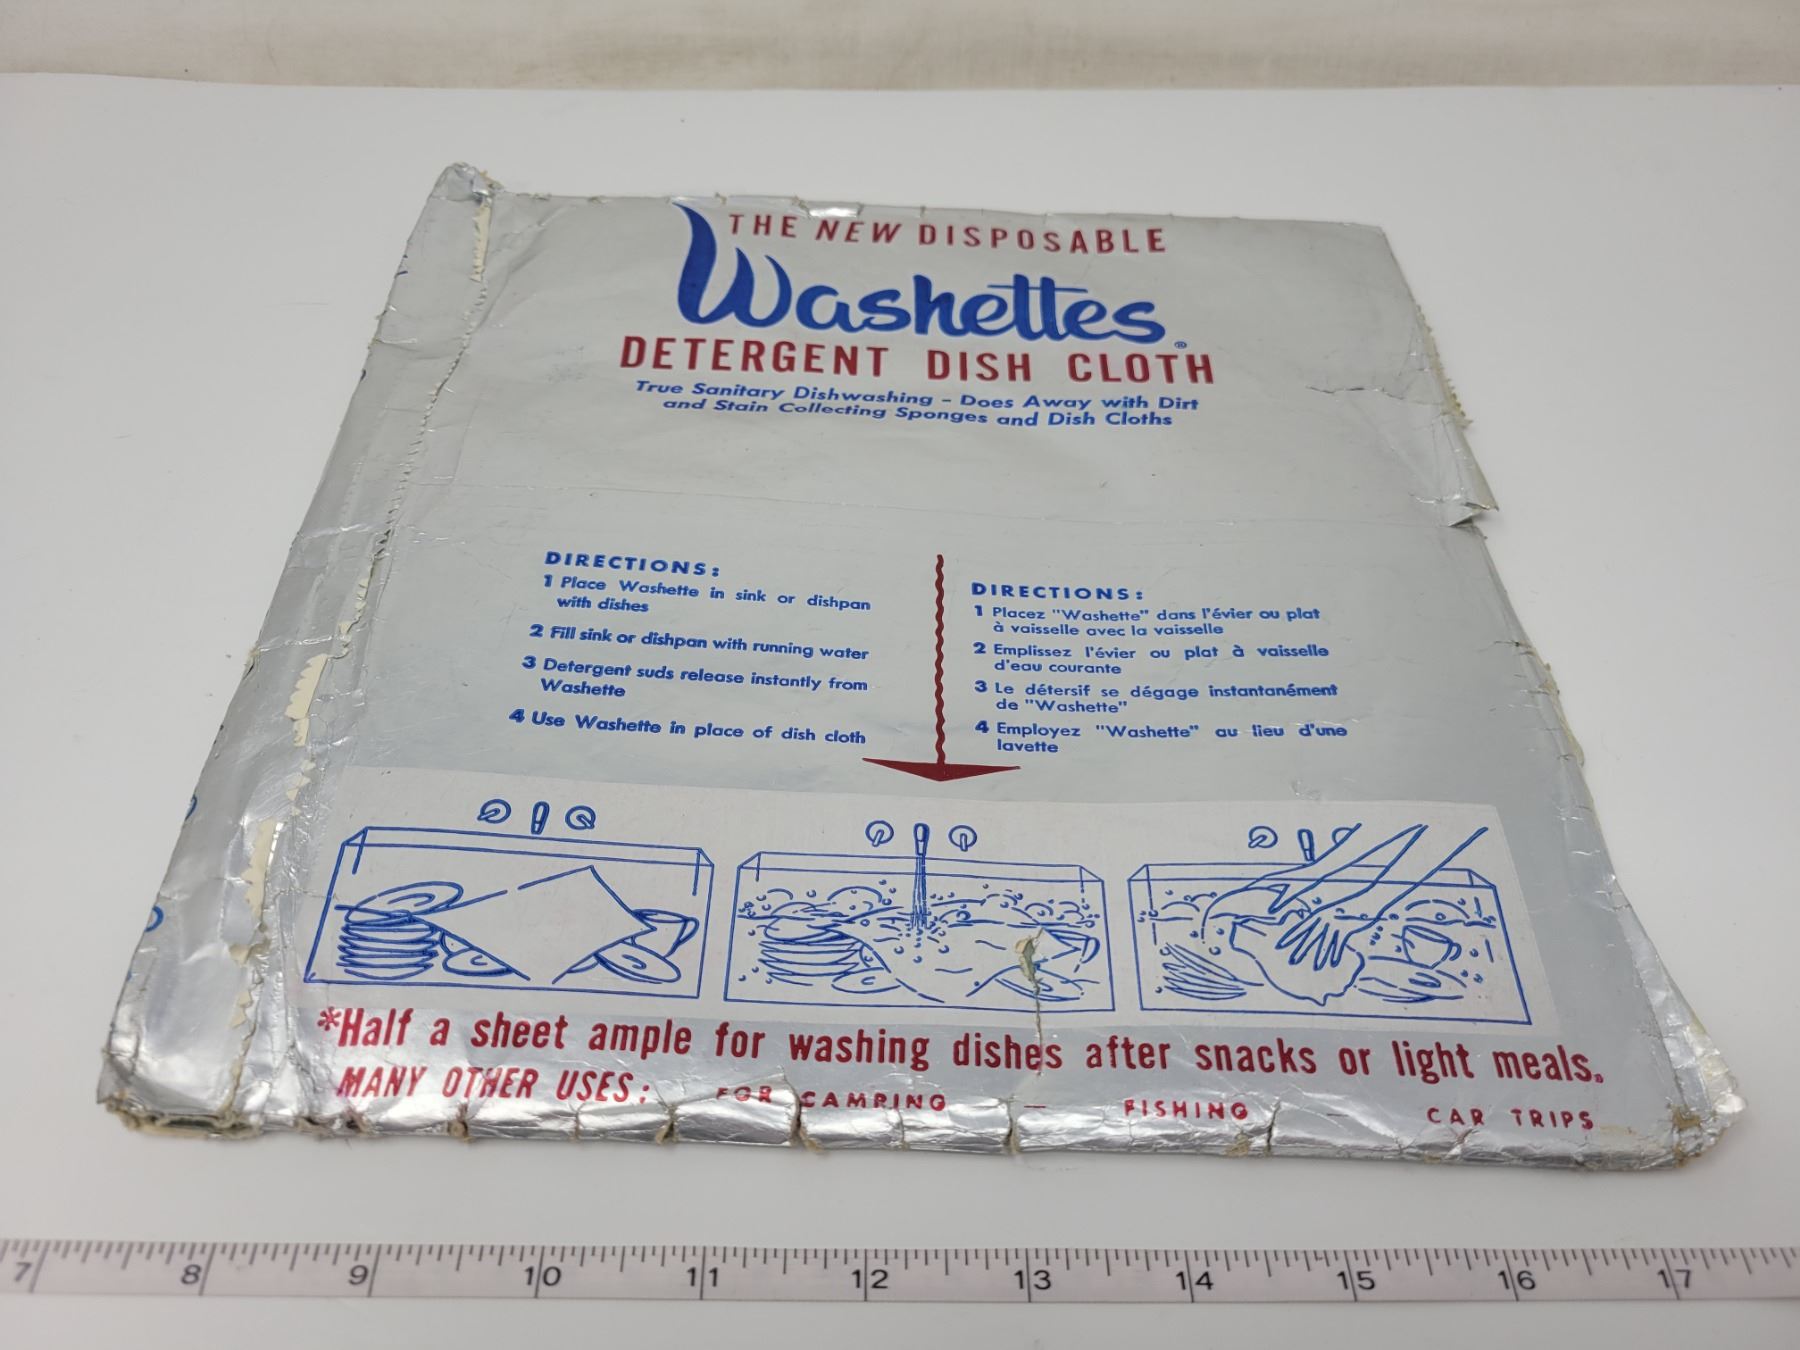 THE NEW DISPOSABLE
Washettes®
DETERGENT DISH CLOTH
True Sanitary Dishwashing - Does Away with Dirt
and Stain Collecting Sponges and Dish Cloths
DIRECTIONS:
1 Place Washette in sink or dishpan
with dishes
2 Fill sink or dishpan with running water
3 Detergent suds release instantly from
Washette
4 Use Washette in place of dish cloth
DIRECTIONS:
1 Placez "Washette" dans l'évier ou plat
à vaisselle avec la vaisselle
2 Emplissez l'évier ou plat à vaisselle
d'eau courante
3 Le détersif se dégage instantanément
de "Washette"
4 Employez "Washette" au lieu d'une
lavette
*Half a sheet ample for washing dishes after snacks or light meals.
MANY OTHER USES: FOR CAMPING — FISHING — CAR TRIPS
7 8 9 10 11 12 13 14 15 16 17